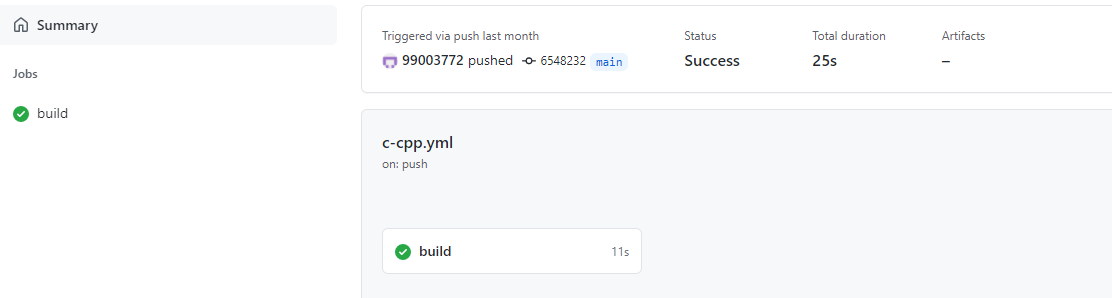 Summary
Jobs
build
Triggered via push last month
99003772 pushed 6548232 main
Status
Success
Total duration
25s
Artifacts
–
c-cpp.yml
on: push
build 11s